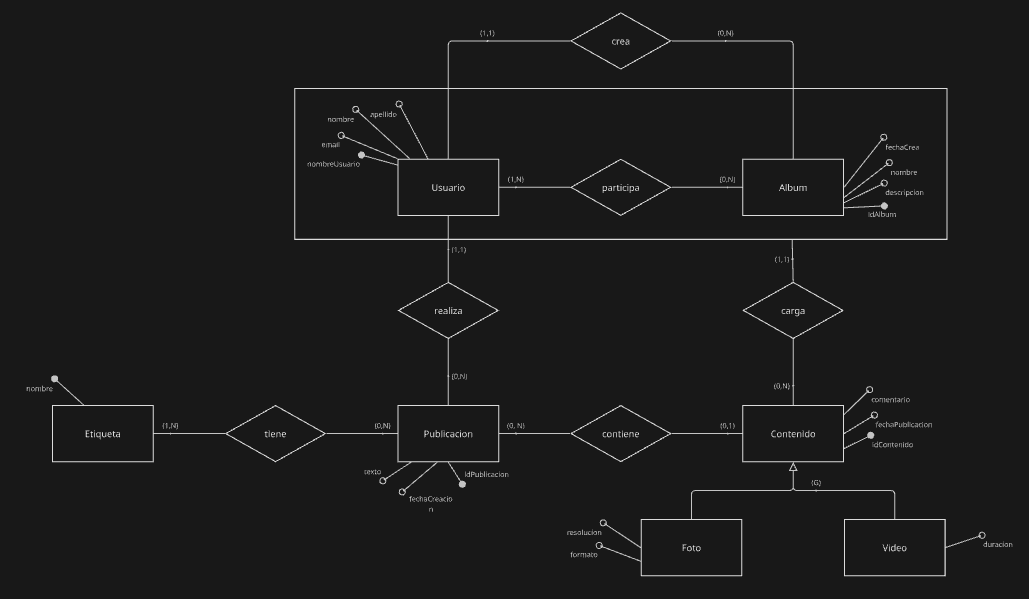 crea
(1,1)
(0,N)
nombre
apellido
email
nombreUsuario
Usuario
(1,N)
participa
(0,N)
Album
fechaCrea
nombre
descripcion
idAlbum
(1,1)
(1,1)
realiza
carga
(0,N)
(0,N)
nombre
Etiqueta
(1,N)
tiene
(0,N)
Publicacion
(0, N)
contiene
(0,1)
Contenido
comentario
fechaPublicacion
idContenido
texto
fechaCreacio
n
idPublicacion
(G)
resolucion
formato
Foto
Video
duracion